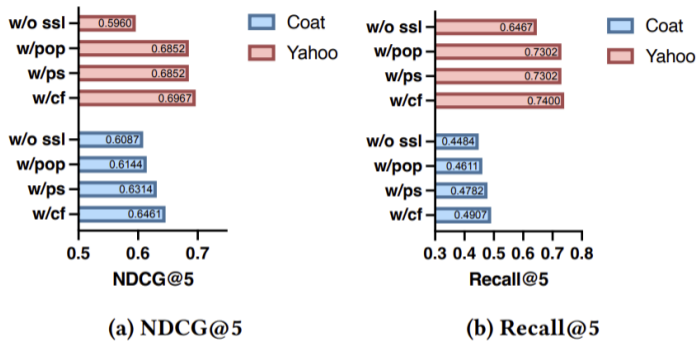 w/o ssl 0.5960
w/pop 0.6852
w/ps 0.6852
w/cf 0.6967
w/o ssl 0.6087
w/pop 0.6144
w/ps 0.6314
w/cf 0.6461
0.5 0.6 0.7
NDCG@5
Coat
Yahoo
(a) NDCG@5
w/o ssl 0.6467
w/pop 0.7302
w/ps 0.7302
w/cf 0.7400
w/o ssl 0.4484
w/pop 0.4611
w/ps 0.4782
w/cf 0.4907
0.3 0.4 0.5 0.6 0.7 0.8
Recall@5
Coat
Yahoo
(b) Recall@5